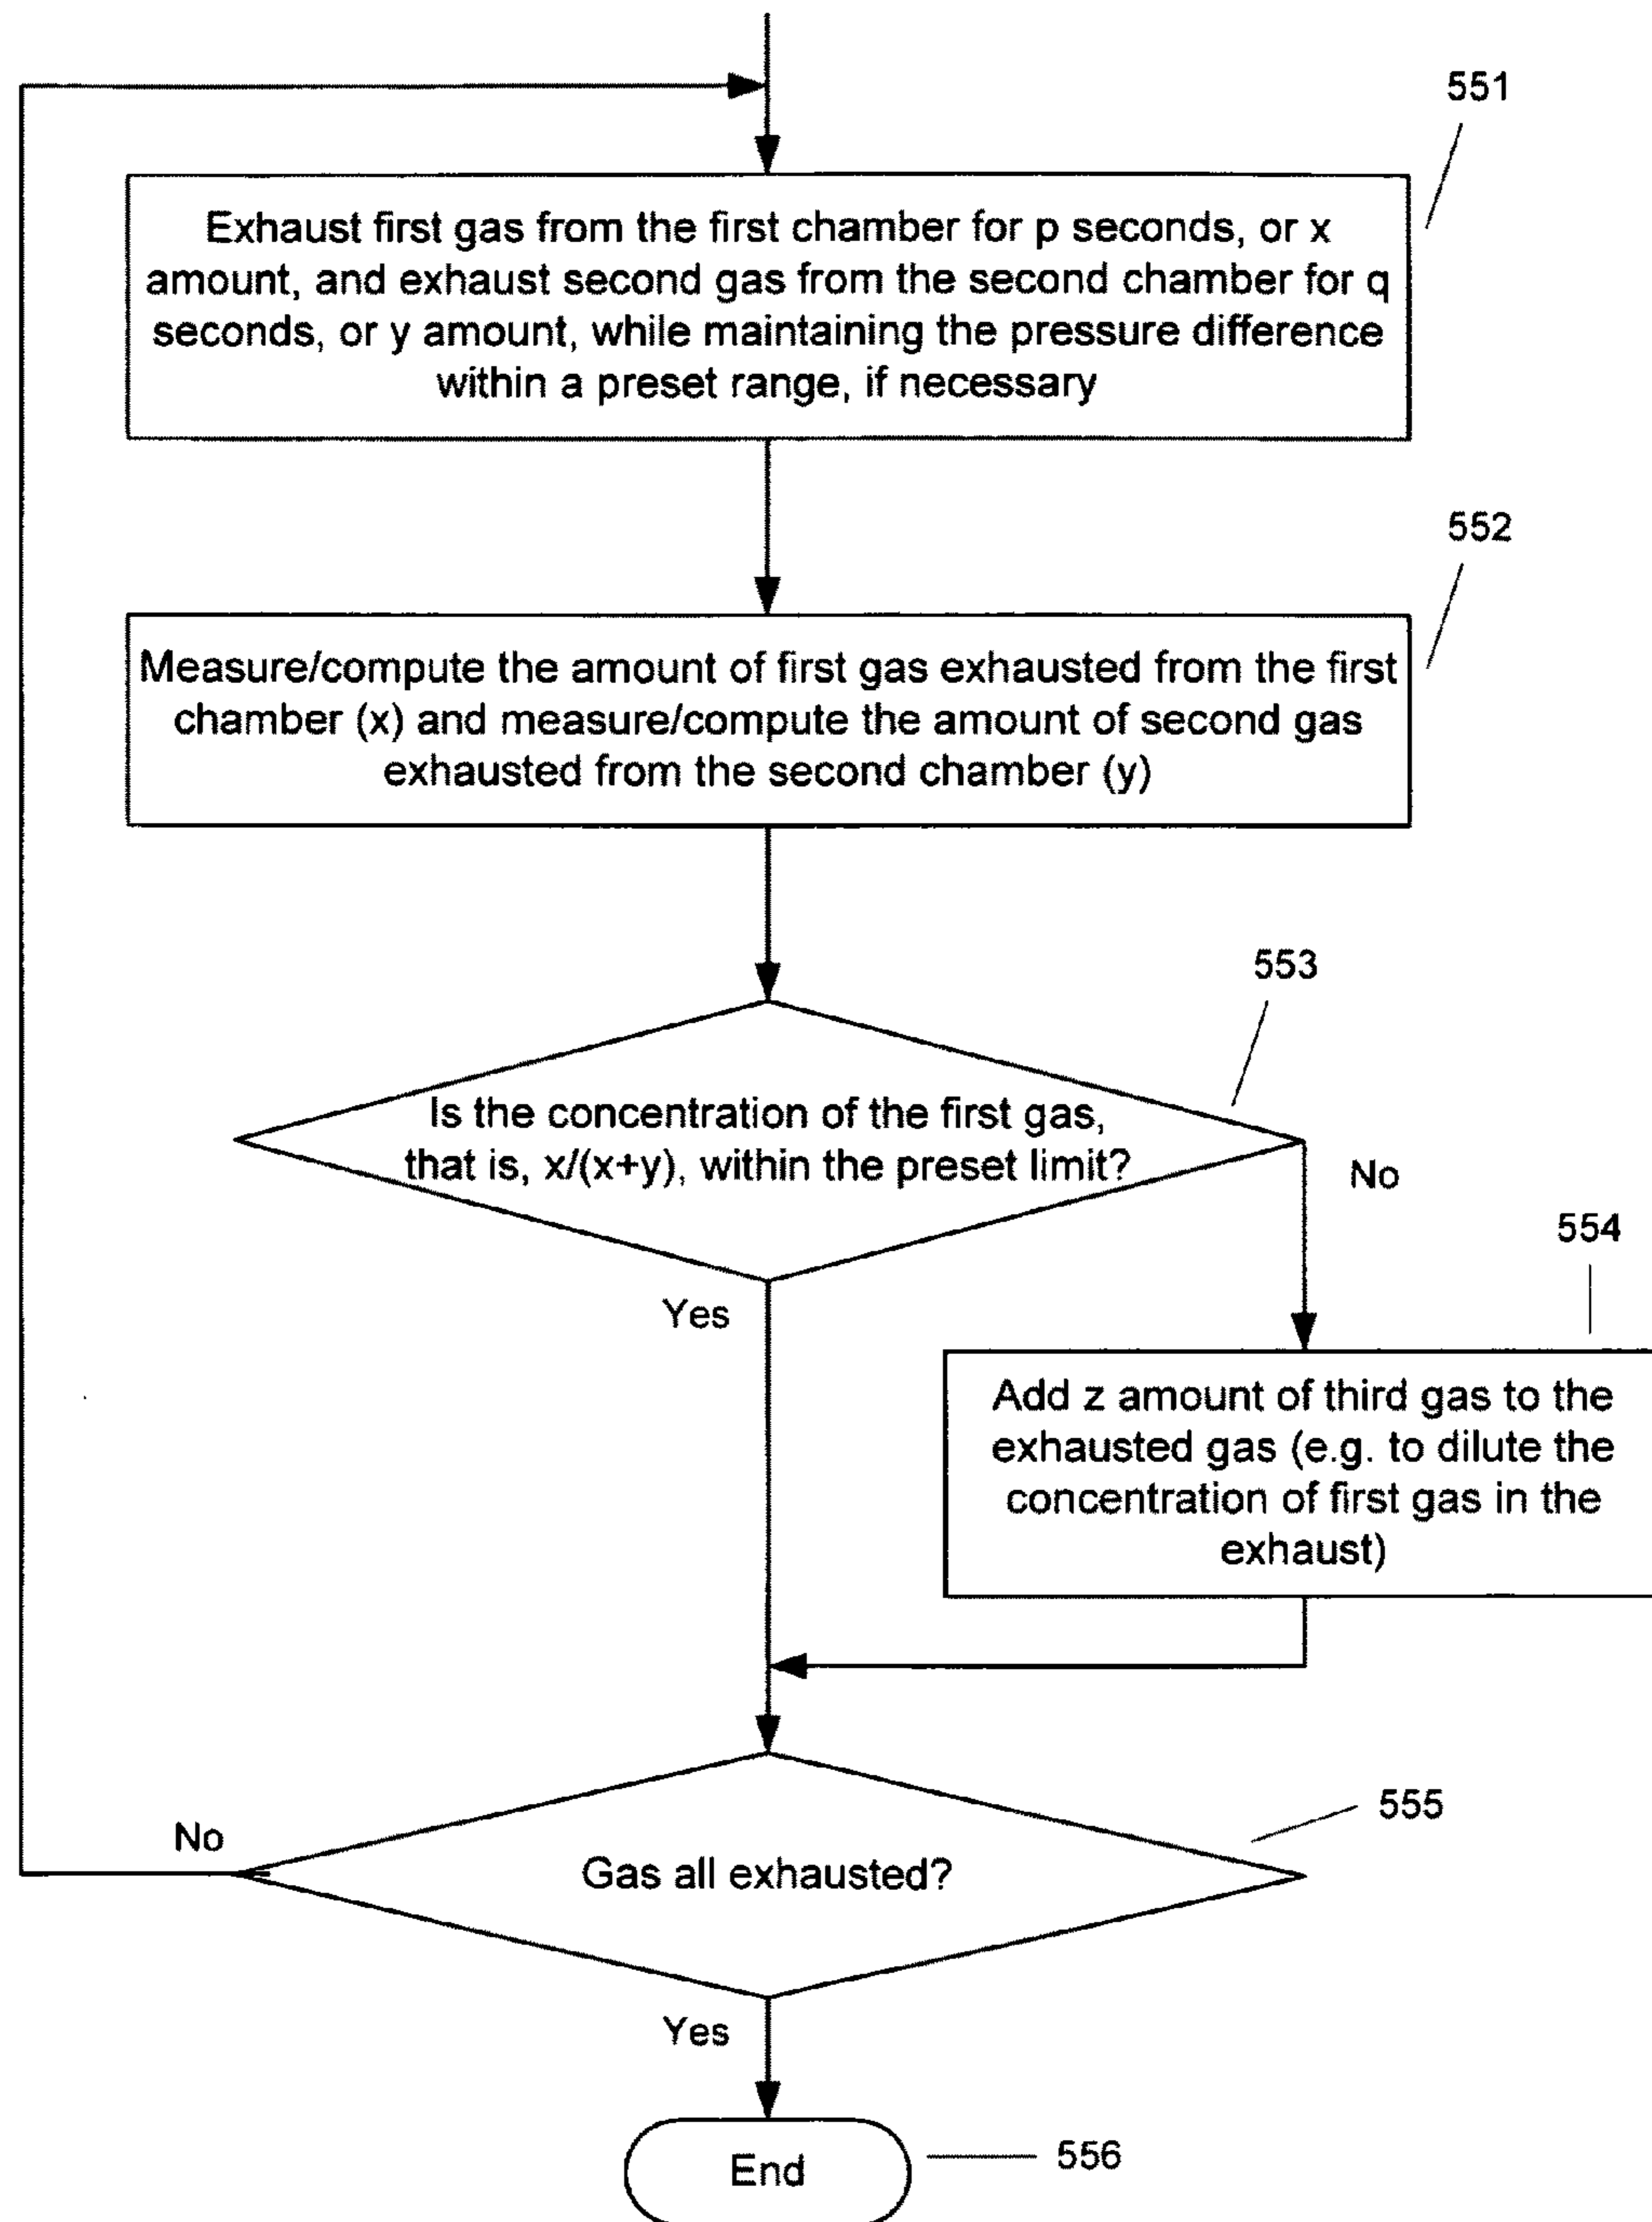 551
Exhaust first gas from the first chamber for p seconds, or x
amount, and exhaust second gas from the second chamber for q
seconds, or y amount, while maintaining the pressure difference
within a preset range, if necessary
552
Measure/compute the amount of first gas exhausted from the first
chamber (x) and measure/compute the amount of second gas
exhausted from the second chamber (y)
553
Is the concentration of the first gas,
that is, x/(x+y), within the preset limit?
No
554
Yes
Add z amount of third gas to the
exhausted gas (e.g. to dilute the
concentration of first gas in the
exhaust)
555
No
Gas all exhausted?
Yes
End
556